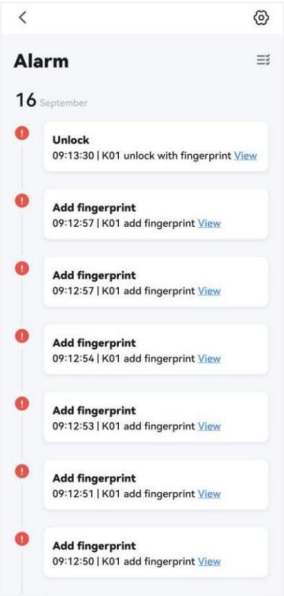 Alarm
16 September
Unlock
09:13:30 | K01 unlock with fingerprint View
Add fingerprint
09:12:57 | K01 add fingerprint View
Add fingerprint
09:12:57 | K01 add fingerprint View
Add fingerprint
09:12:54 | K01 add fingerprint View
Add fingerprint
09:12:53 | K01 add fingerprint View
Add fingerprint
09:12:51 | K01 add fingerprint View
Add fingerprint
09:12:50 | K01 add fingerprint View